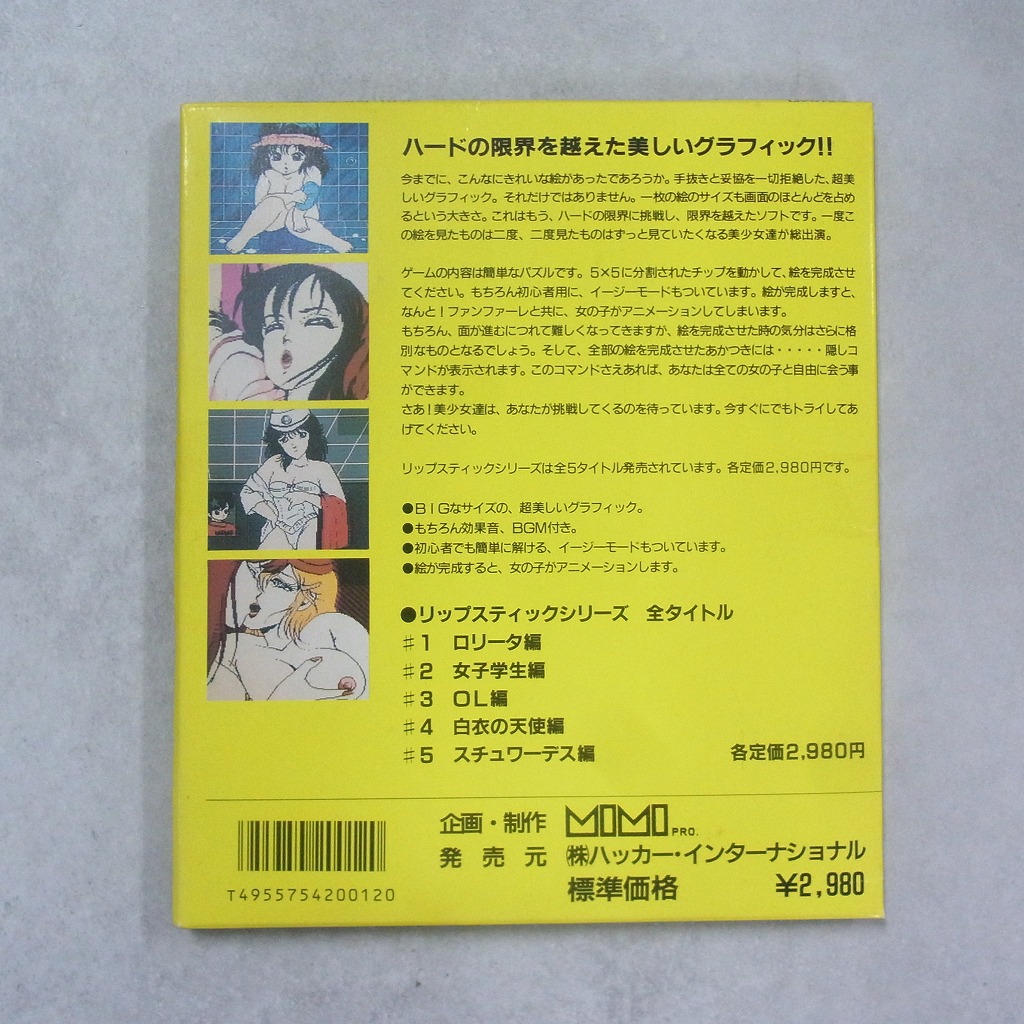 ハードの限界を越えた美しいグラフィック!!
今までに、こんなにきれいな絵があったであろうか。手抜きと妥協を一切拒絶した、超美
しいグラフィック。それだけではありません。一枚の絵のサイズも画面のほとんどを占め
るという大きさ。これはもう、ハードの限界に挑戦し、限界を越えたソフトです。一度こ
の絵を見たものは二度、二度見たものはずっと見ていたくなる美少女達が総出演。
ゲームの内容は簡単なパズルです。5×5に分割されたチップを動かして、絵を完成させ
てください。もちろん初心者用に、イージーモードもついています。絵が完成しますと、
なんと!ファンファーレと共に、女の子がアニメーションしてしまいます。
もちろん、面が進むにつれて難しくなってきますが、絵を完成させた時の気分はさらに格
別なものとなるでしょう。そして、全部の絵を完成させたあかつきには・・・・・隠しコ
マンドが表示されます。このコマンドさえあれば、あなたは全ての女の子と自由に会う事
ができます。
さあ!美少女達は、あなたが挑戦してくるのを待っています。今すぐにでもトライしてあ
げてください。
リップスティックシリーズは全5タイトル発売されています。各定価2,980円です。
●BIGなサイズの、超美しいグラフィック。
●もちろん効果音、BGM付き。
●初心者でも簡単に解ける、イージーモードもついています。
●絵が完成すると、女の子がアニメーションします。
●リップスティックシリーズ 全タイトル
#1 ロリータ編
#2 女子学生編
#3 OL編
#4 白衣の天使編
#5 スチュワーデス編 各定価2,980円
企画・制作 MOMO PRO.
発売元 ㈱ハッカー・インターナショナル
標準価格 ¥2,980
T4955754200120